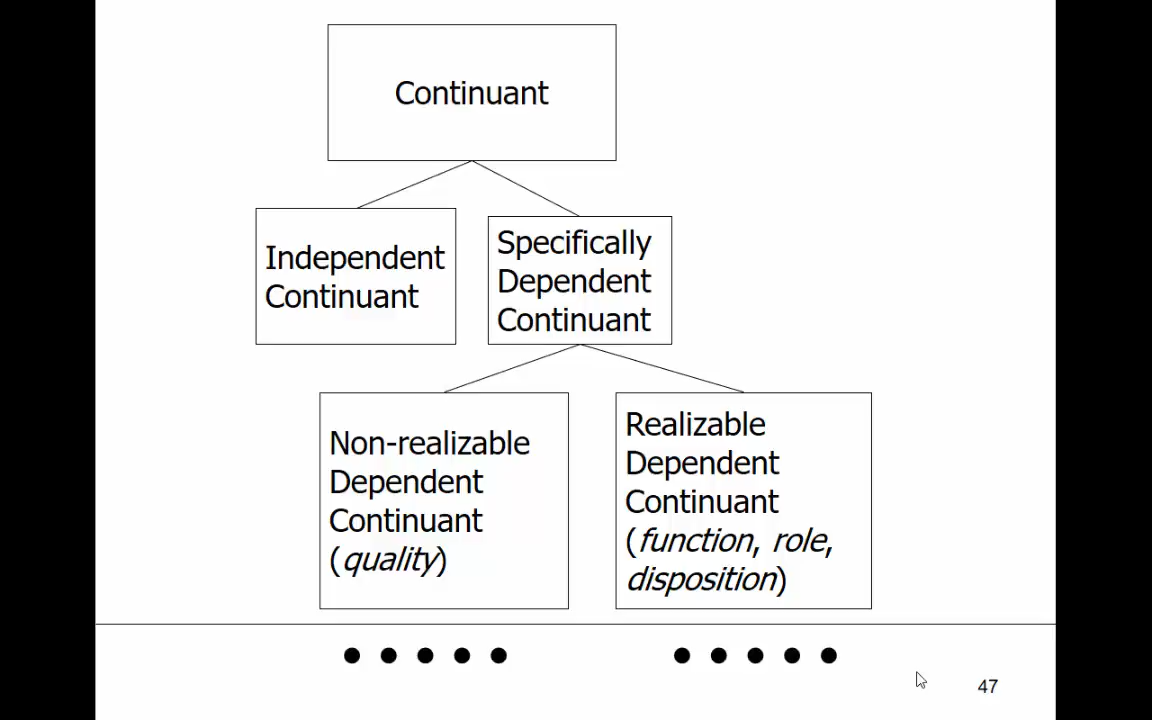 Continuant
Independent
Continuant
Specifically
Dependent
Continuant
Non-realizable
Dependent
Continuant
(quality)
Realizable
Dependent
Continuant
(function, role,
disposition)
47